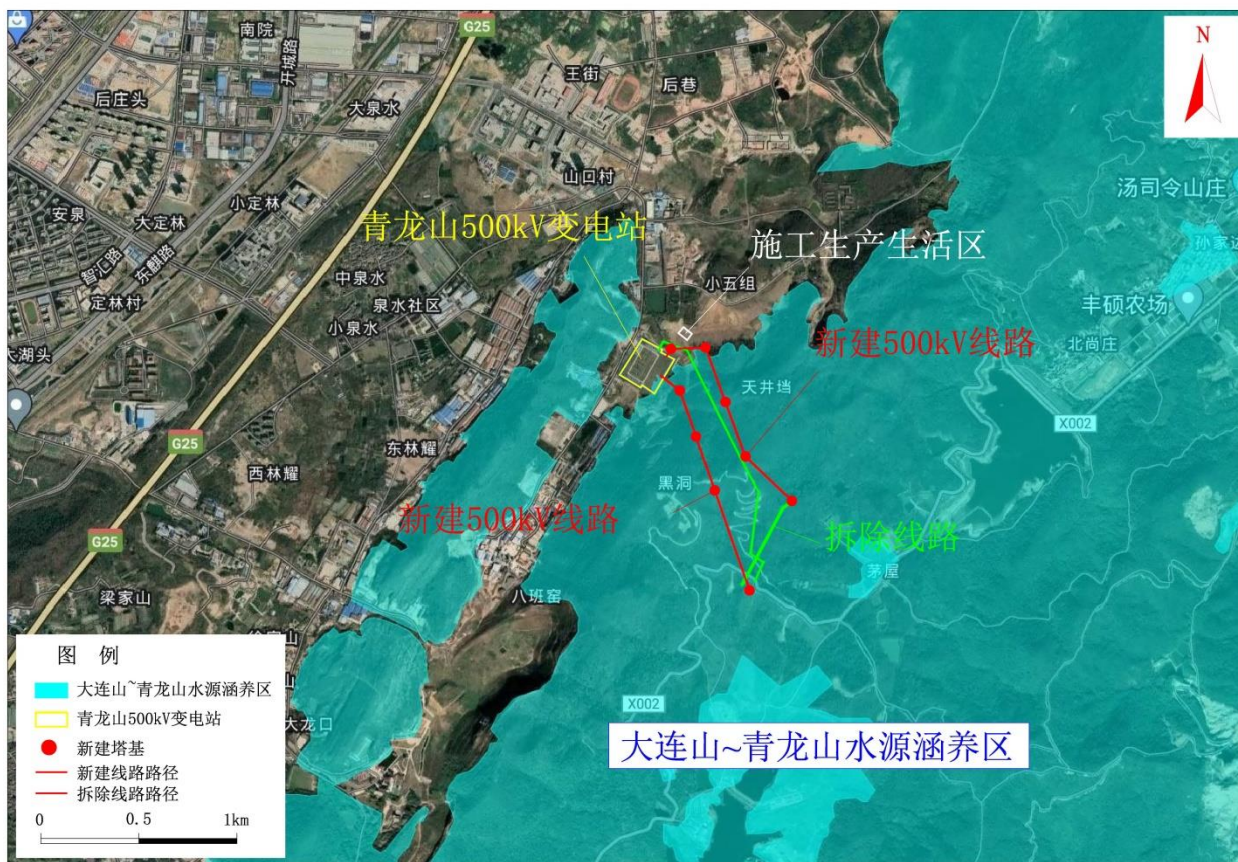 南院
G25
开城路
王街
后巷
后庄头
大泉水
N
山口村
汤司令山庄
安泉
大定林
小定林
青龙山500kV变电站
施工生产生活区
智汇路
东麒路
中泉水
小五组
定林村
泉水社区
丰硕农场
小泉水
新建500kV线路
北尚庄
天井垱
X002
G25
东林耀
西林耀
黑洞
新建500kV线路
拆除线路
G25
茅屋
梁家山
八班窑
图 例
大连山~青龙山水源涵养区
青龙山500kV变电站
新建塔基
新建线路路径
拆除线路路径
0 0.5 1km
大龙口
X002
大连山~青龙山水源涵养区